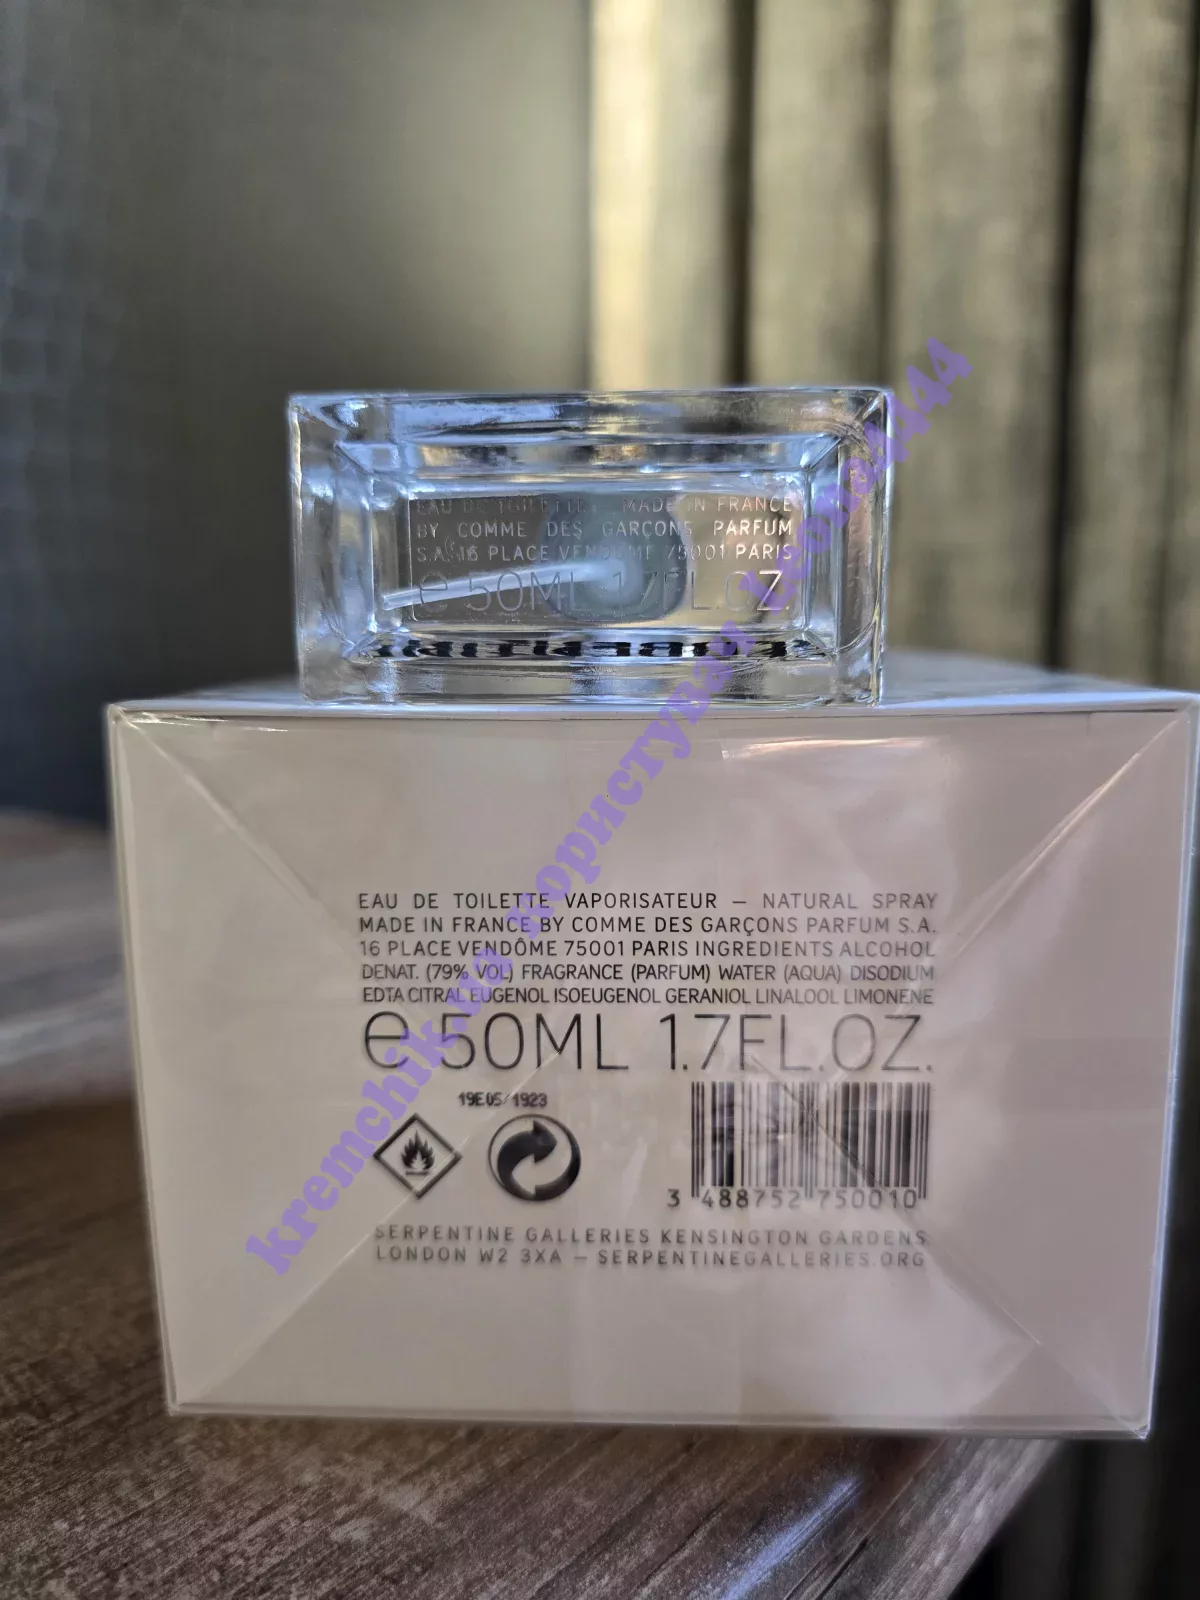 EAU DE TOILETTE MADE IN FRANCE
BY COMME DES GARÇONS PARFUM
S.A. 16 PLACE VENDÔME 75001 PARIS
e 50ML 1.7FL.OZ.
EAU DE TOILETTE VAPORISATEUR — NATURAL SPRAY
MADE IN FRANCE BY COMME DES GARÇONS PARFUM S.A.
16 PLACE VENDÔME 75001 PARIS INGREDIENTS ALCOHOL
DENAT. (79% VOL) FRAGRANCE (PARFUM) WATER (AQUA) DISODIUM
EDTA CITRAL EUGENOL ISOEUGENOL GERANIOL LINALOOL LIMONENE
e 50ML 1.7FL.OZ.
19E05/1923
3 488752 750010
SERPENTINE GALLERIES KENSINGTON GARDENS
LONDON W2 3XA — SERPENTINEGALLERIES.ORG
kremchik.ua користувач leona444